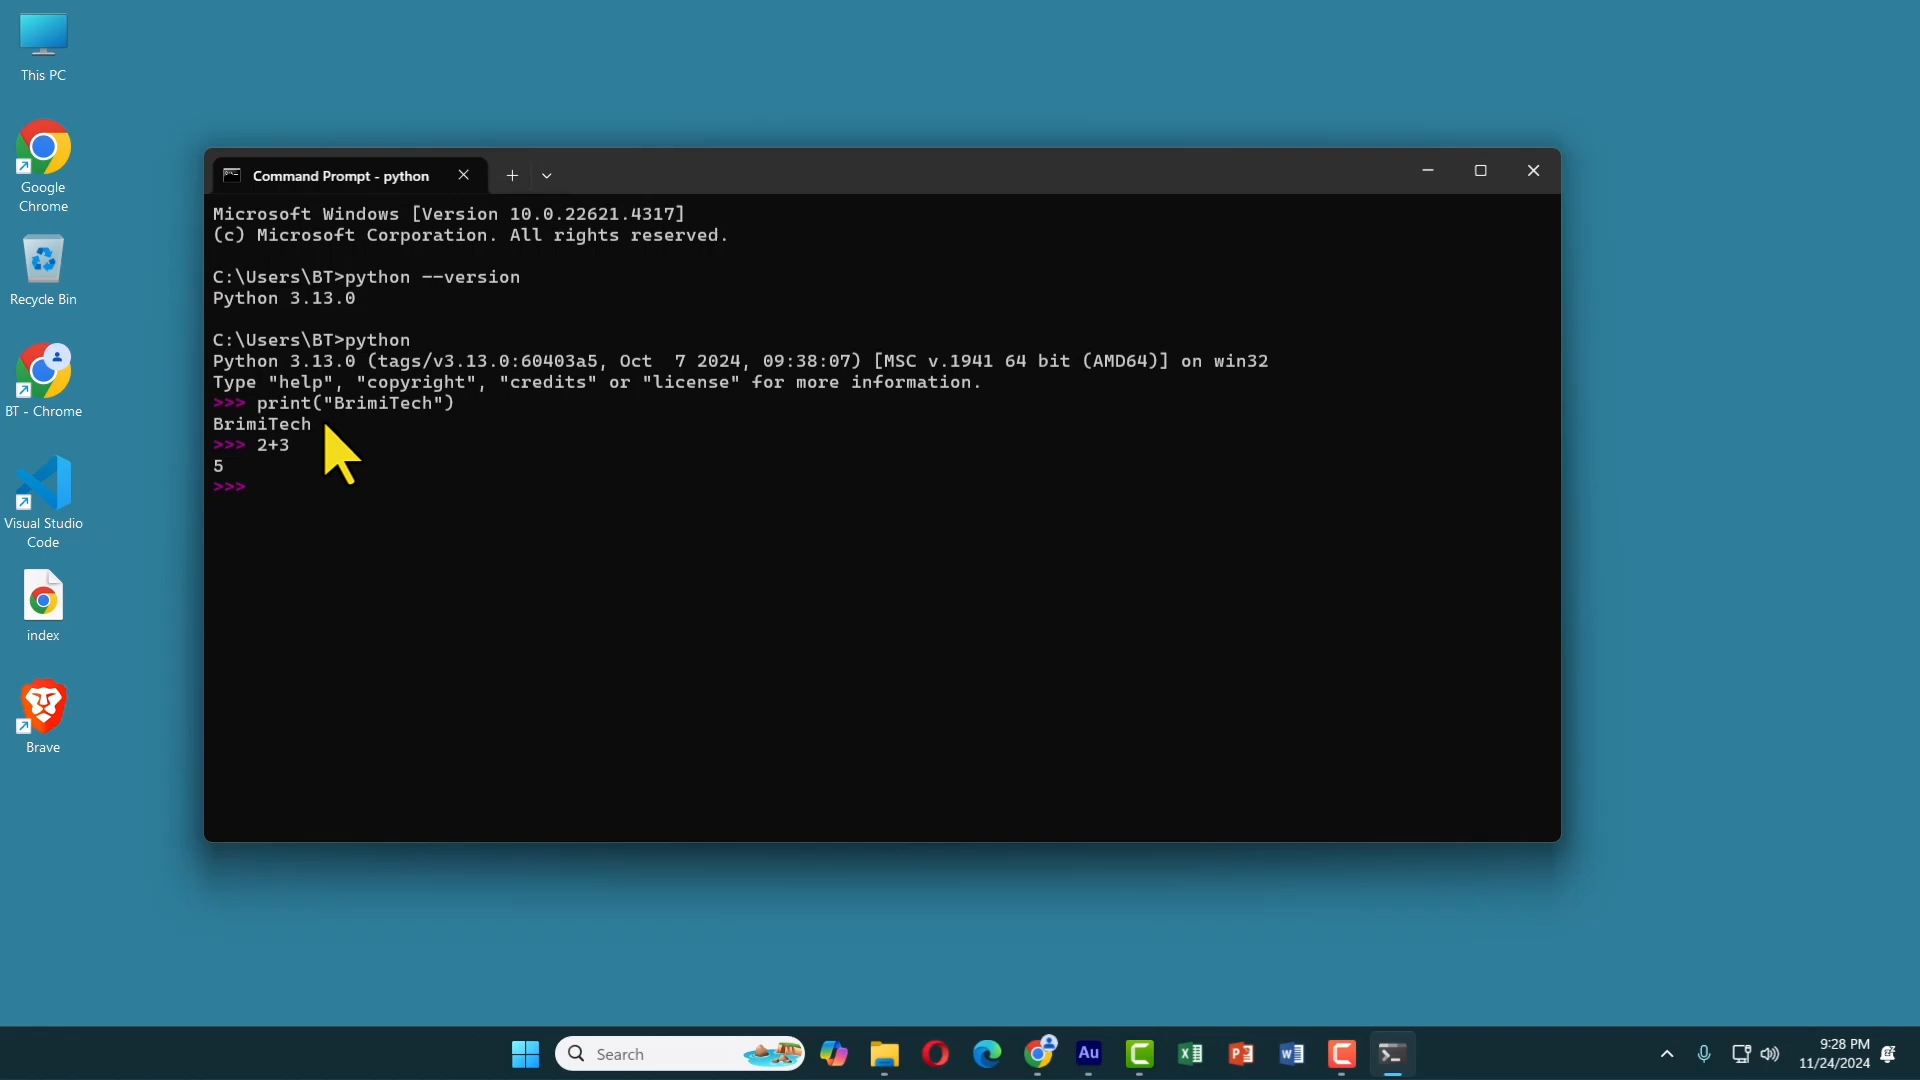 This PC
Google
Chrome
Recycle Bin
BT - Chrome
Visual Studio
Code
index
Brave
Command Prompt - python
Microsoft Windows [Version 10.0.22621.4317]
(c) Microsoft Corporation. All rights reserved.
C:\Users\BT>python --version
Python 3.13.0
C:\Users\BT>python
Python 3.13.0 (tags/v3.13.0:60403a5, Oct  7 2024, 09:38:07) [MSC v.1941 64 bit (AMD64)] on win32
Type "help", "copyright", "credits" or "license" for more information.
>>> print("BrimiTech")
BrimiTech
>>> 2+3
5
>>>
Search
Au
9:28 PM
11/24/2024